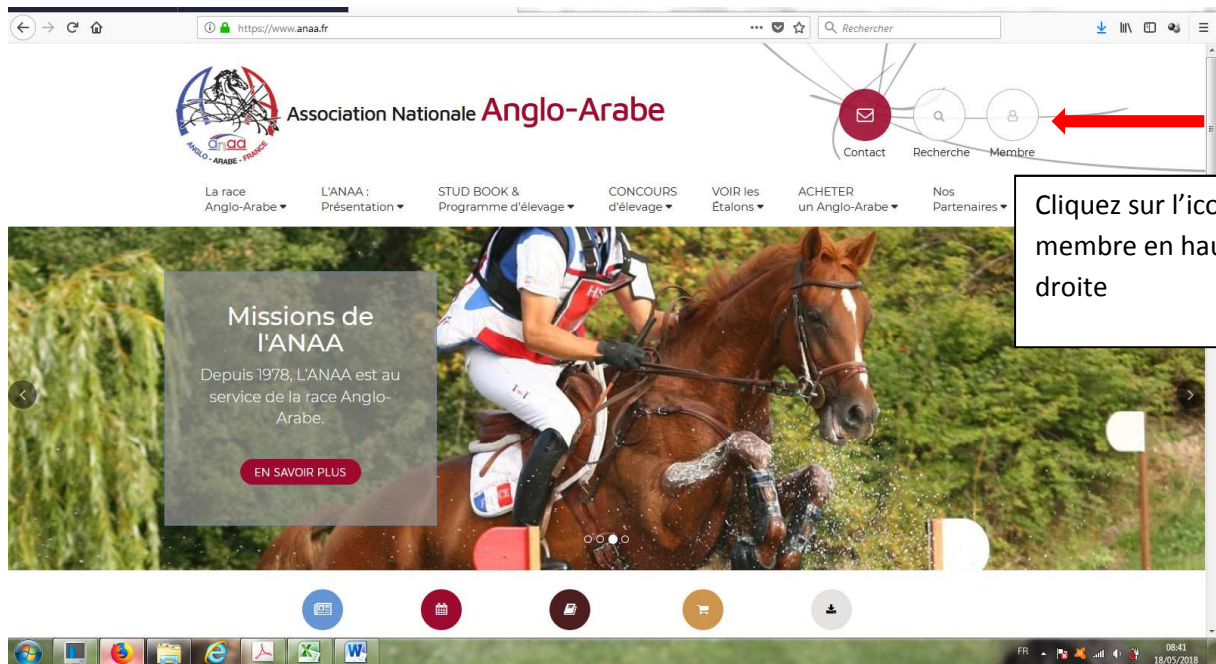 https://www.anaa.fr
Rechercher
anaa
ANGLO - ARABE - FRANCE
Association Nationale Anglo-Arabe
Contact
Recherche
Membre
La race
Anglo-Arabe
L'ANAA :
Présentation
STUD BOOK &
Programme d'élevage
CONCOURS
d'élevage
VOIR les
Étalons
ACHETER
un Anglo-Arabe
Nos
Partenaires
Cliquez sur l’ico
membre en hau
droite
Missions de
l'ANAA
Depuis 1978, L'ANAA est au
service de la race Anglo-
Arabe.
EN SAVOIR PLUS
HS
FR
08:41
18/05/2018